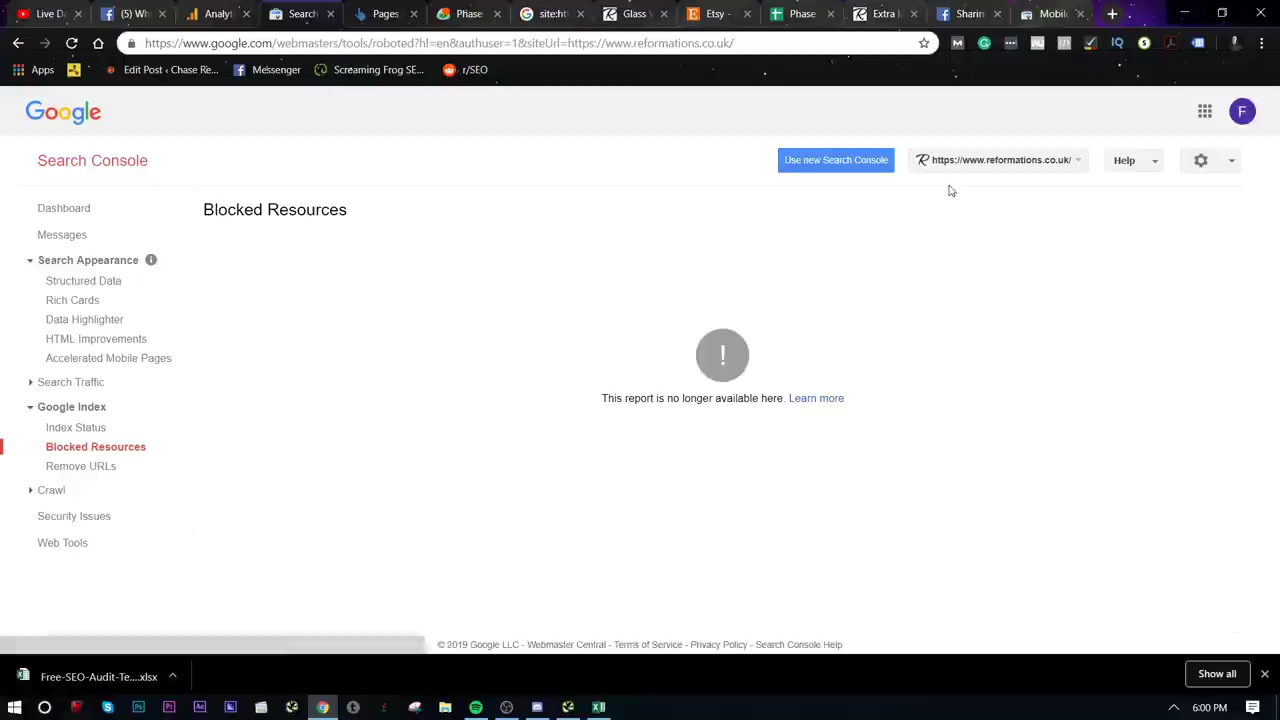 Live Da
(5) Whe
Analyti
Search
Pages
Phase
site:ht
Glass V
Etsy -
Phase
Extra l
Sharin
Mobile
https://www.google.com/webmasters/tools/roboted?hl=en&authuser=1&siteUrl=https://www.reformations.co.uk/
Apps
Edit Post ‹ Chase Re...
Messenger
Screaming Frog SE...
r/SEO
Google
F
Search Console
Use new Search Console
https://www.reformations.co.uk/
Help
Dashboard
Blocked Resources
Messages
Search Appearance
Structured Data
Rich Cards
Data Highlighter
HTML Improvements
Accelerated Mobile Pages
Search Traffic
Google Index
Index Status
Blocked Resources
Remove URLs
Crawl
Security Issues
Web Tools
This report is no longer available here. Learn more
© 2019 Google LLC - Webmaster Central - Terms of Service - Privacy Policy - Search Console Help
Free-SEO-Audit-Te....xlsx
Show all
6:00 PM